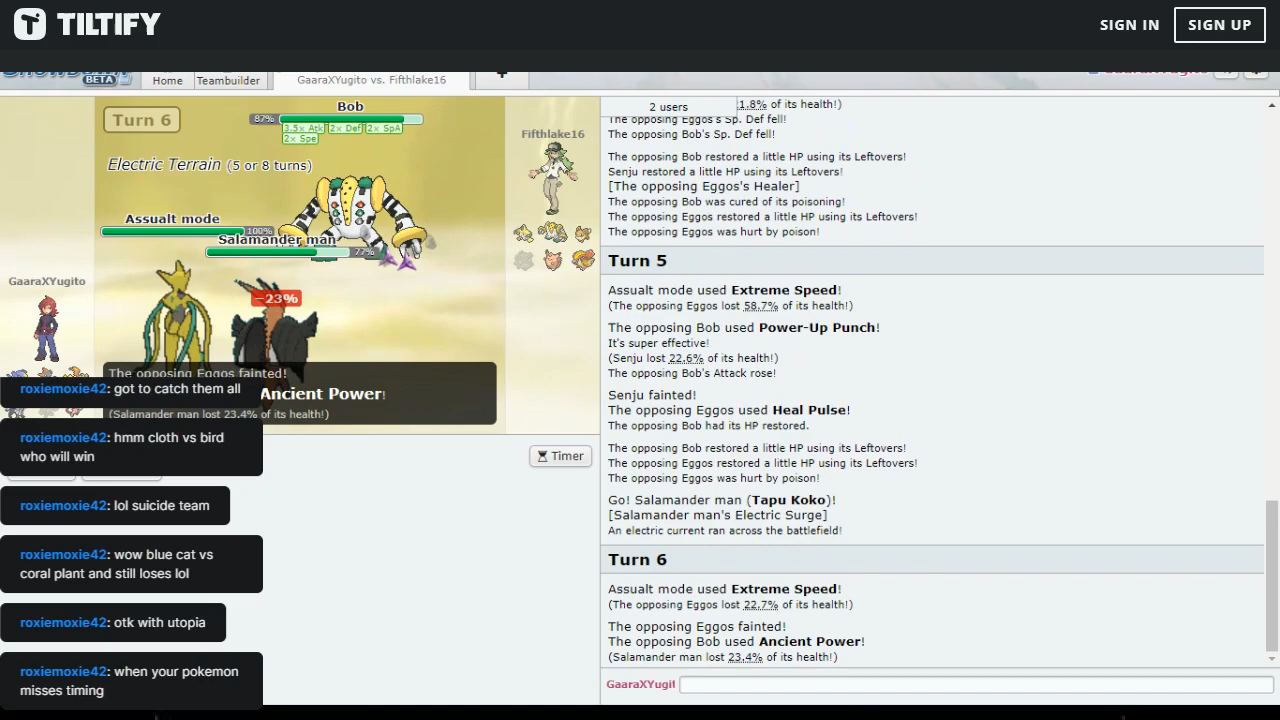 TILTIFY
SIGN IN
SIGN UP
BETA
Home
Teambuilder
GaaraXYugito vs. Fifthlake16
+
Turn 6
Bob
87%
3.5× Atk 2× Def 2× SpA
2× Spe
Electric Terrain (5 or 8 turns)
Assualt mode
100%
Salamander man
77%
−23%
GaaraXYugito
Fifthlake16
The opposing Eggos fainted!
Ancient Power!
(Salamander man lost 23.4% of its health!)
Timer
roxiemoxie42: got to catch them all
roxiemoxie42: hmm cloth vs bird
who will win
roxiemoxie42: lol suicide team
roxiemoxie42: wow blue cat vs
coral plant and still loses lol
roxiemoxie42: otk with utopia
roxiemoxie42: when your pokemon
misses timing
2 users
1.8% of its health!)
The opposing Eggos's Sp. Def fell!
The opposing Bob's Sp. Def fell!
The opposing Bob restored a little HP using its Leftovers!
Senju restored a little HP using its Leftovers!
[The opposing Eggos's Healer]
The opposing Bob was cured of its poisoning!
The opposing Eggos restored a little HP using its Leftovers!
The opposing Eggos was hurt by poison!
Turn 5
Assualt mode used Extreme Speed!
(The opposing Eggos lost 58.7% of its health!)
The opposing Bob used Power-Up Punch!
It's super effective!
(Senju lost 22.6% of its health!)
The opposing Bob's Attack rose!
Senju fainted!
The opposing Eggos used Heal Pulse!
The opposing Bob had its HP restored.
The opposing Bob restored a little HP using its Leftovers!
The opposing Eggos restored a little HP using its Leftovers!
The opposing Eggos was hurt by poison!
Go! Salamander man (Tapu Koko)!
[Salamander man's Electric Surge]
An electric current ran across the battlefield!
Turn 6
Assualt mode used Extreme Speed!
(The opposing Eggos lost 22.7% of its health!)
The opposing Eggos fainted!
The opposing Bob used Ancient Power!
(Salamander man lost 23.4% of its health!)
GaaraXYugit